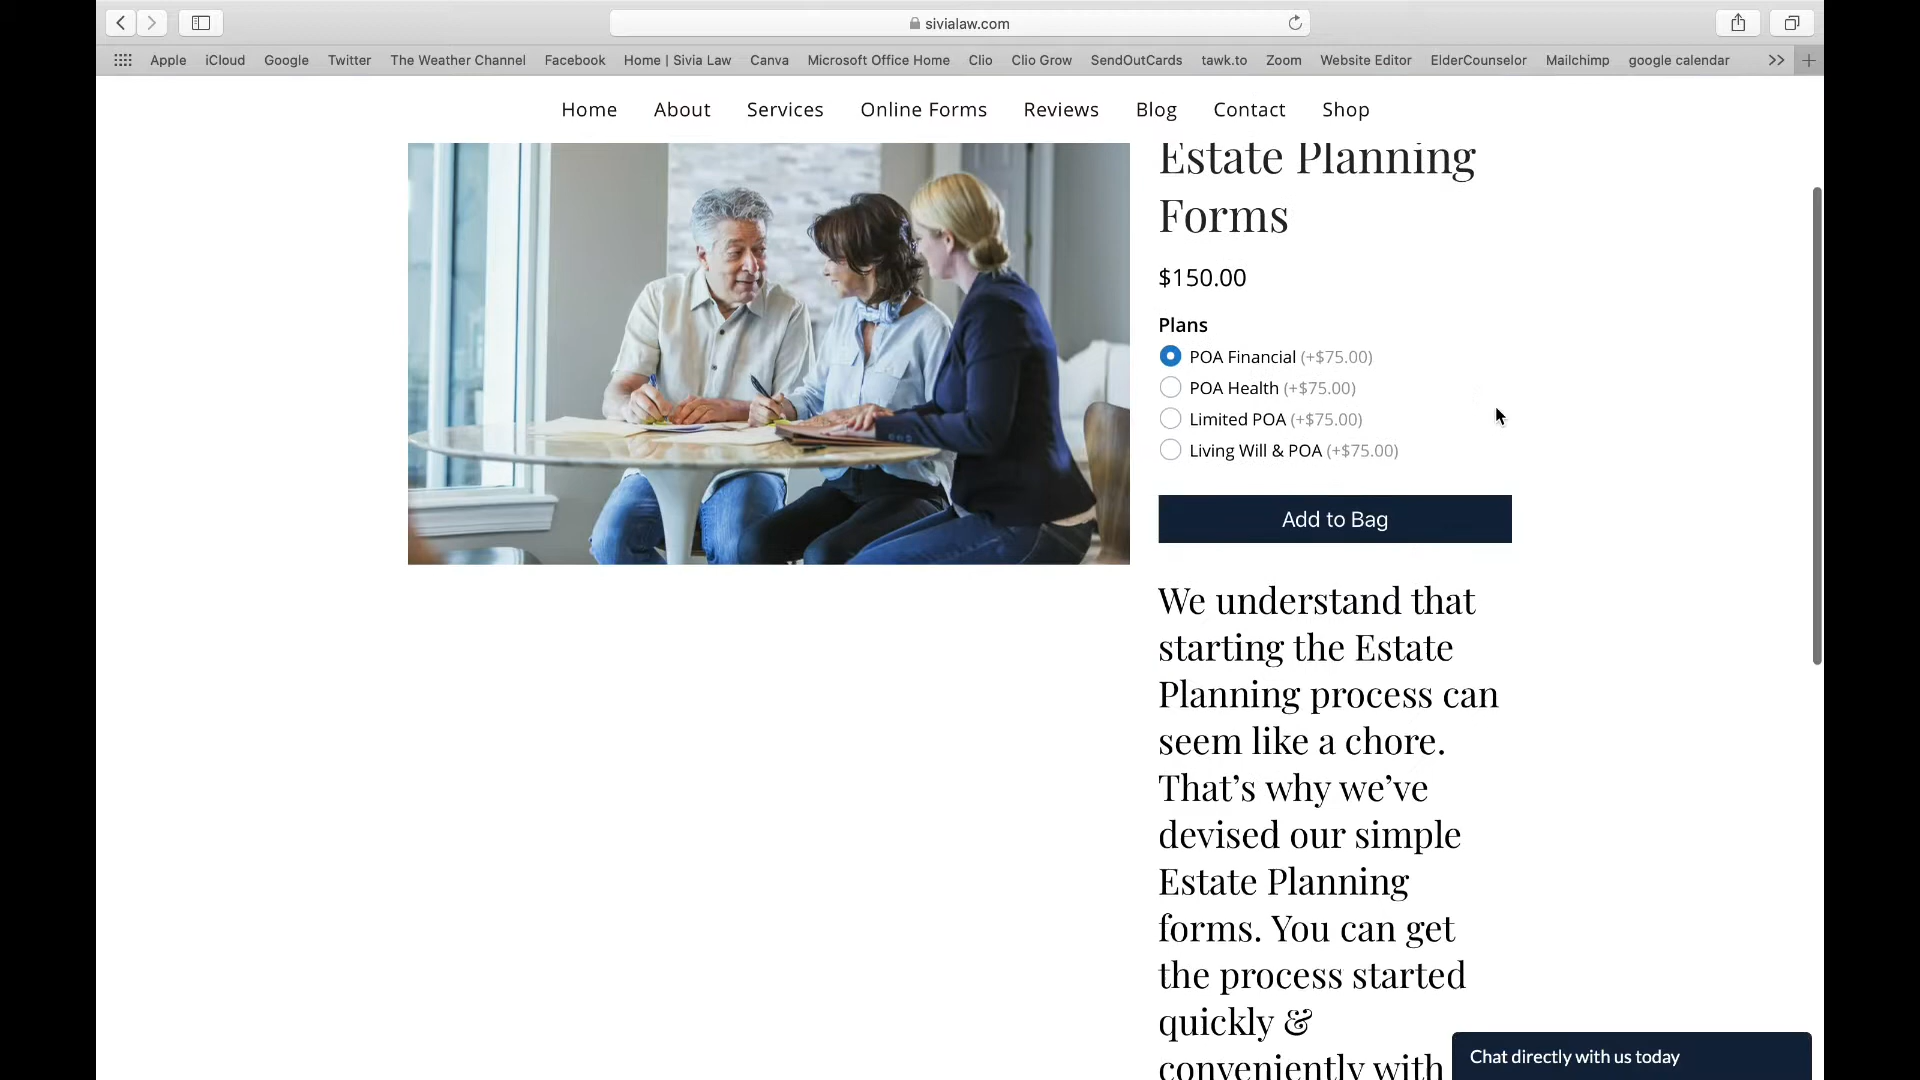 sivialaw.com
Apple iCloud Google Twitter The Weather Channel Facebook Home | Sivia Law Canva Microsoft Office Home Clio Clio Grow SendOutCards tawk.to Zoom Website Editor ElderCounselor Mailchimp google calendar
Home About Services Online Forms Reviews Blog Contact Shop
Estate Planning
Forms
$150.00
Plans
POA Financial (+$75.00)
POA Health (+$75.00)
Limited POA (+$75.00)
Living Will & POA (+$75.00)
Add to Bag
We understand that
starting the Estate
Planning process can
seem like a chore.
That’s why we’ve
devised our simple
Estate Planning
forms. You can get
the process started
quickly &
conveniently with
Chat directly with us today